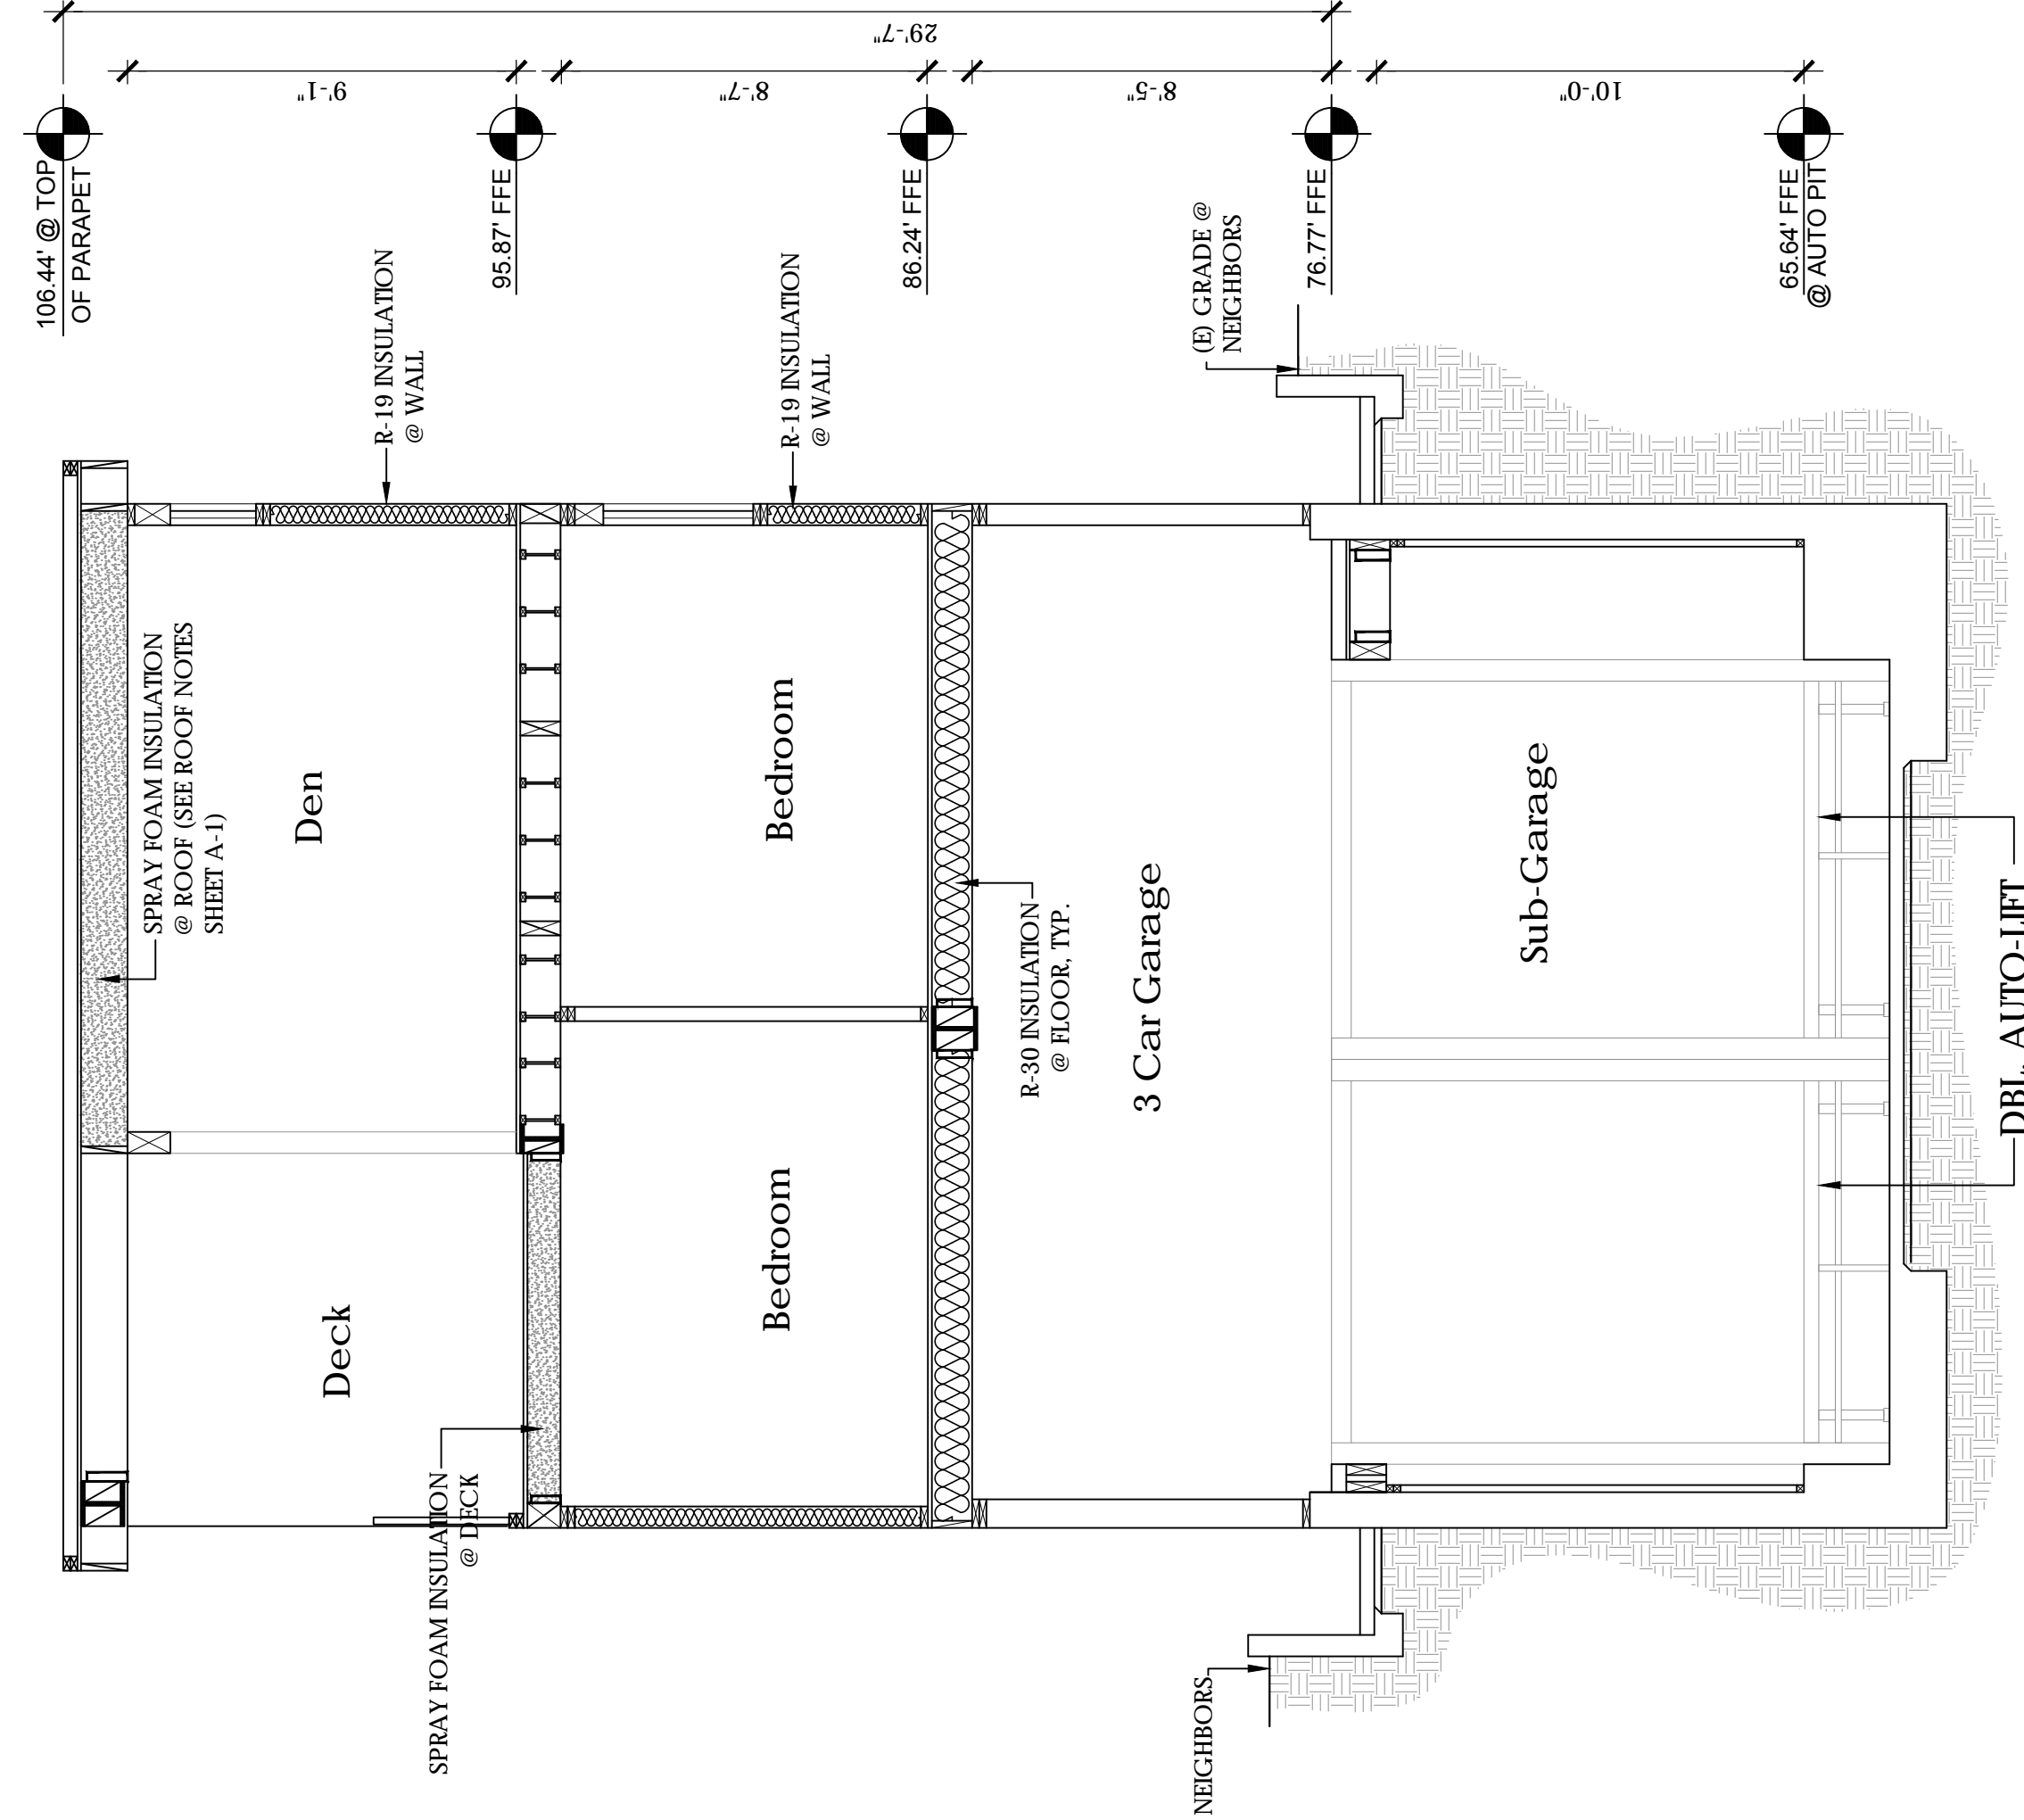 106.44' @ TOP
OF PARAPET
95.87' FFE
86.24' FFE
76.77' FFE
65.64' FFE
@ AUTO PIT
29'-7"
9'-1"
8'-7"
8'-5"
10'-0"
R-19 INSULATION
@ WALL
R-19 INSULATION
@ WALL
(E) GRADE @
NEIGHBORS
SPRAY FOAM INSULATION
@ ROOF (SEE ROOF NOTES
SHEET A-1)
Den
Bedroom
R-30 INSULATION
@ FLOOR, TYP.
3 Car Garage
Sub-Garage
DBL. AUTO-LIFT
Deck
Bedroom
SPRAY FOAM INSULATION
@ DECK
NEIGHBORS